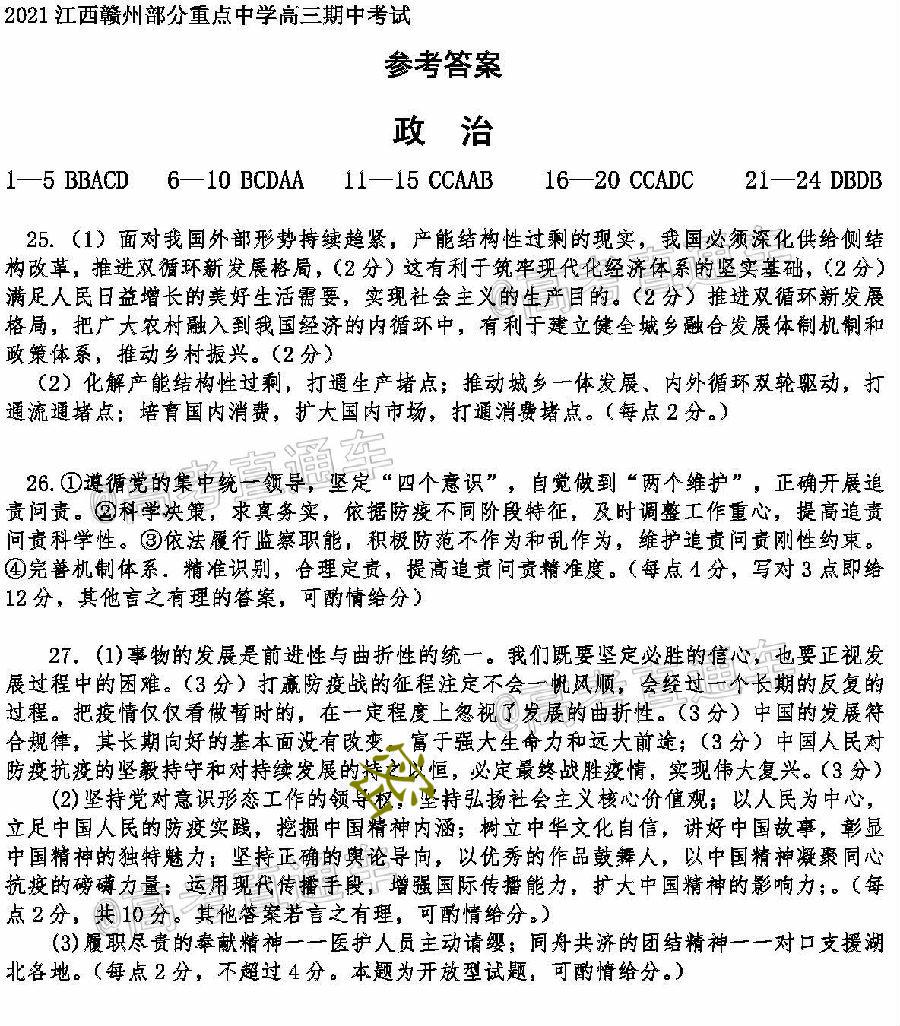 2021江西赣州部分重点中学高三期中考试
参考答案
政 治
1—5 BBACD 6—10 BCDAA 11—15 CCAAB 16—20 CCADC 21—24 DBDB
25.（1）面对我国外部形势持续趋紧，产能结构性过剩的现实，我国必须深化供给侧结
构改革，推进双循环新发展格局，（2分）这有利于筑牢现代化经济体系的坚实基础，（2分）
满足人民日益增长的美好生活需要，实现社会主义的生产目的。（2分）推进双循环新发展
格局，把广大农村融入到我国经济的内循环中，有利于建立健全城乡融合发展体制机制和
政策体系，推动乡村振兴。（2分）
（2）化解产能结构性过剩，打通生产堵点；推动城乡一体发展、内外循环双轮驱动，打
通流通堵点；培育国内消费，扩大国内市场，打通消费堵点。（每点2分。）
26.①遵循党的集中统一领导，坚定“四个意识”，自觉做到“两个维护”，正确开展追
责问责。②科学决策，求真务实，依据防疫不同阶段特征，及时调整工作重心，提高追责
问责科学性。③依法履行监察职能，积极防范不作为和乱作为，维护追责问责刚性约束。
④完善机制体系．精准识别，合理定责，提高追责问责精准度。（每点4分，写对3点即给
12分，其他言之有理的答案，可酌情给分）
27．(1)事物的发展是前进性与曲折性的统一。我们既要坚定必胜的信心，也要正视发
展过程中的困难。（3分）打赢防疫战的征程注定不会一帆风顺，会经过一个长期的反复的
过程。把疫情仅仅看做暂时的，在一定程度上忽视了发展的曲折性。（3分）中国的发展符
合规律，其长期向好的基本面没有改变，富于强大生命力和远大前途；（3分）中国人民对
防疫抗疫的坚毅持守和对持续发展的持之以恒，必定最终战胜疫情，实现伟大复兴。（3分）
(2)坚持党对意识形态工作的领导权，坚持弘扬社会主义核心价值观；以人民为中心，
立足中国人民的防疫实践，挖掘中国精神内涵；树立中华文化自信，讲好中国故事，彰显
中国精神的独特魅力；坚持正确的舆论导向，以优秀的作品鼓舞人，以中国精神凝聚同心
抗疫的磅礴力量；运用现代传播手段，增强国际传播能力，扩大中国精神的影响力；。（每
点2分，共10分。其他答案若言之有理，可酌情给分。）
(3)履职尽责的奉献精神——医护人员主动请缨；同舟共济的团结精神——对口支援湖
北各地。（每点2分，不超过4分。本题为开放型试题，可酌情给分。）
@高考直通车
@高考直通车
@高考直通车
@高考直通车